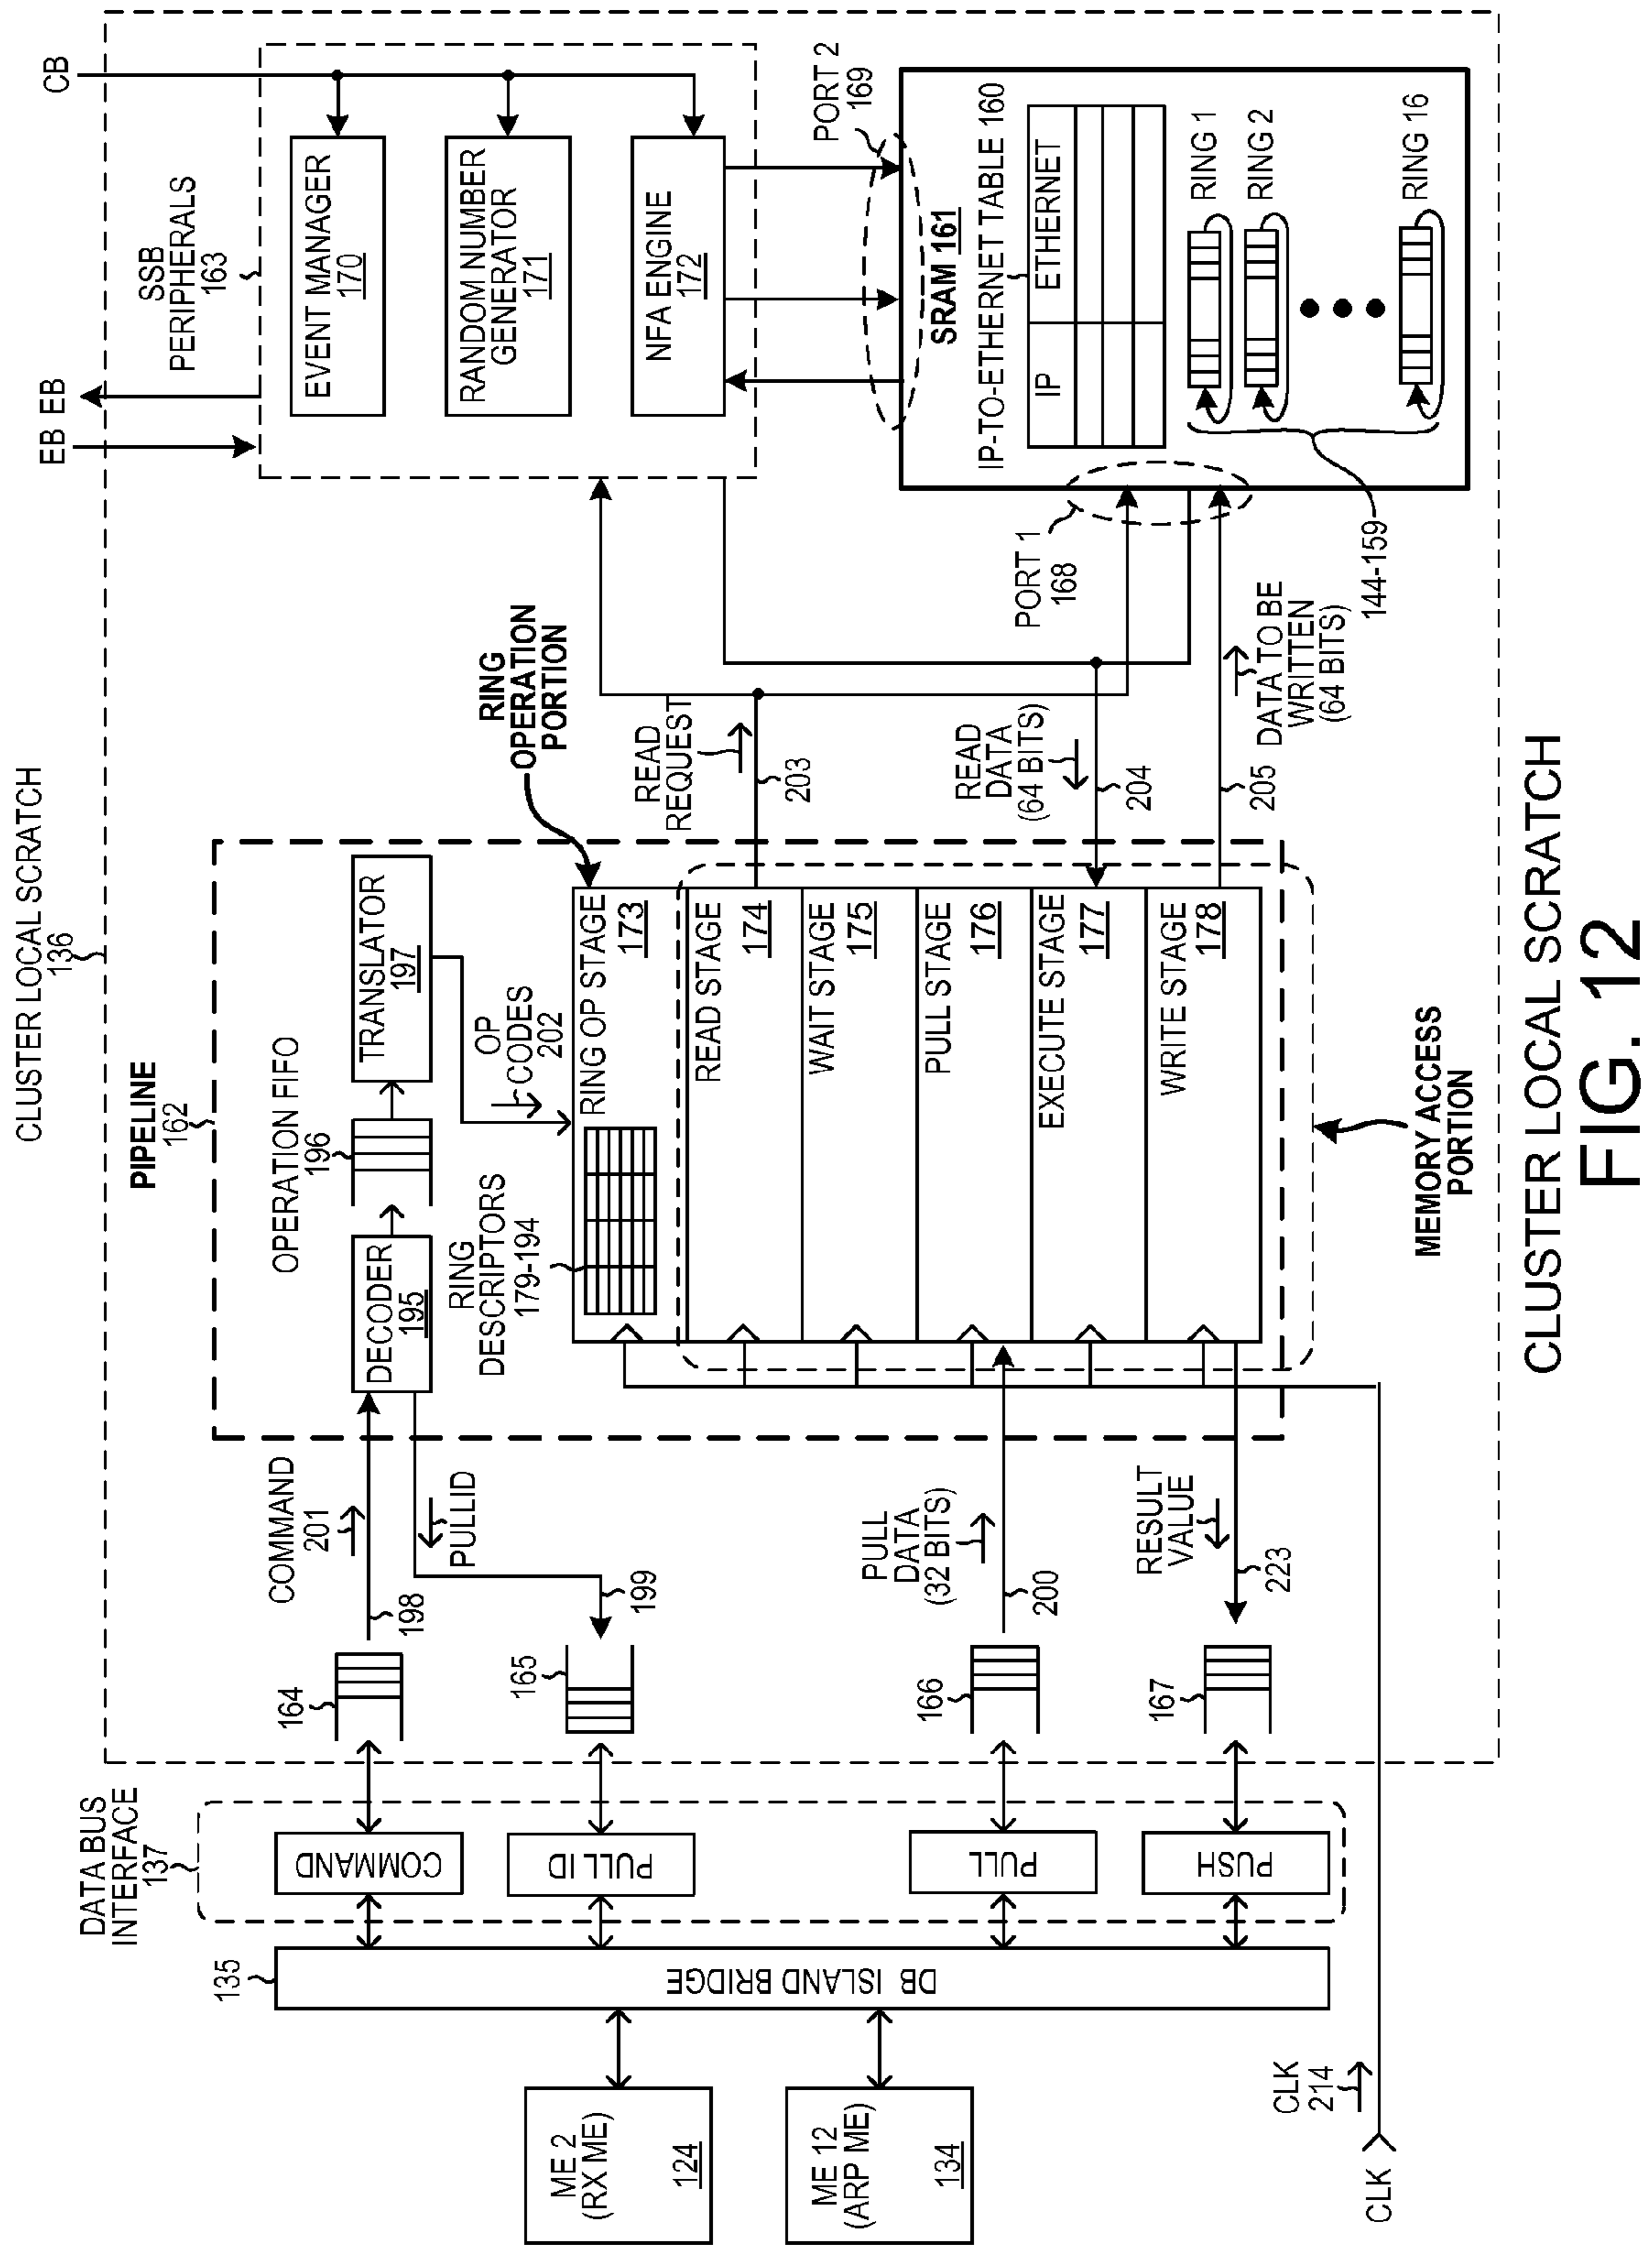 CLUSTER LOCAL SCRATCH
136
EB EB
CB
SSB
PERIPHERALS
163
EVENT MANAGER
170
RANDOM NUMBER
GENERATOR
171
NFA ENGINE
172
PORT 2
169
SRAM 161
IP-TO-ETHERNET TABLE 160
IP
ETHERNET
RING 1
RING 2
RING 16
144-159
PORT 1
168
PIPELINE
162
OPERATION FIFO
196
DECODER
195
TRANSLATOR
197
OP
CODES
202
RING
DESCRIPTORS
179-194
RING
OPERATION
PORTION
RING OP STAGE
173
READ STAGE
174
WAIT STAGE
175
PULL STAGE
176
EXECUTE STAGE
177
WRITE STAGE
178
READ
REQUEST
203
READ
DATA
(64 BITS)
204
205
DATA TO BE
WRITTEN
(64 BITS)
MEMORY ACCESS
PORTION
COMMAND
201
198
PULLID
199
PULL
DATA
(32 BITS)
200
RESULT
VALUE
223
164
165
166
167
DATA BUS
INTERFACE
137
COMMAND
PULL ID
PULL
PUSH
135
DB ISLAND BRIDGE
ME 2
(RX ME)
124
ME 12
(ARP ME)
134
CLK
214
CLK
CLUSTER LOCAL SCRATCH
FIG. 12